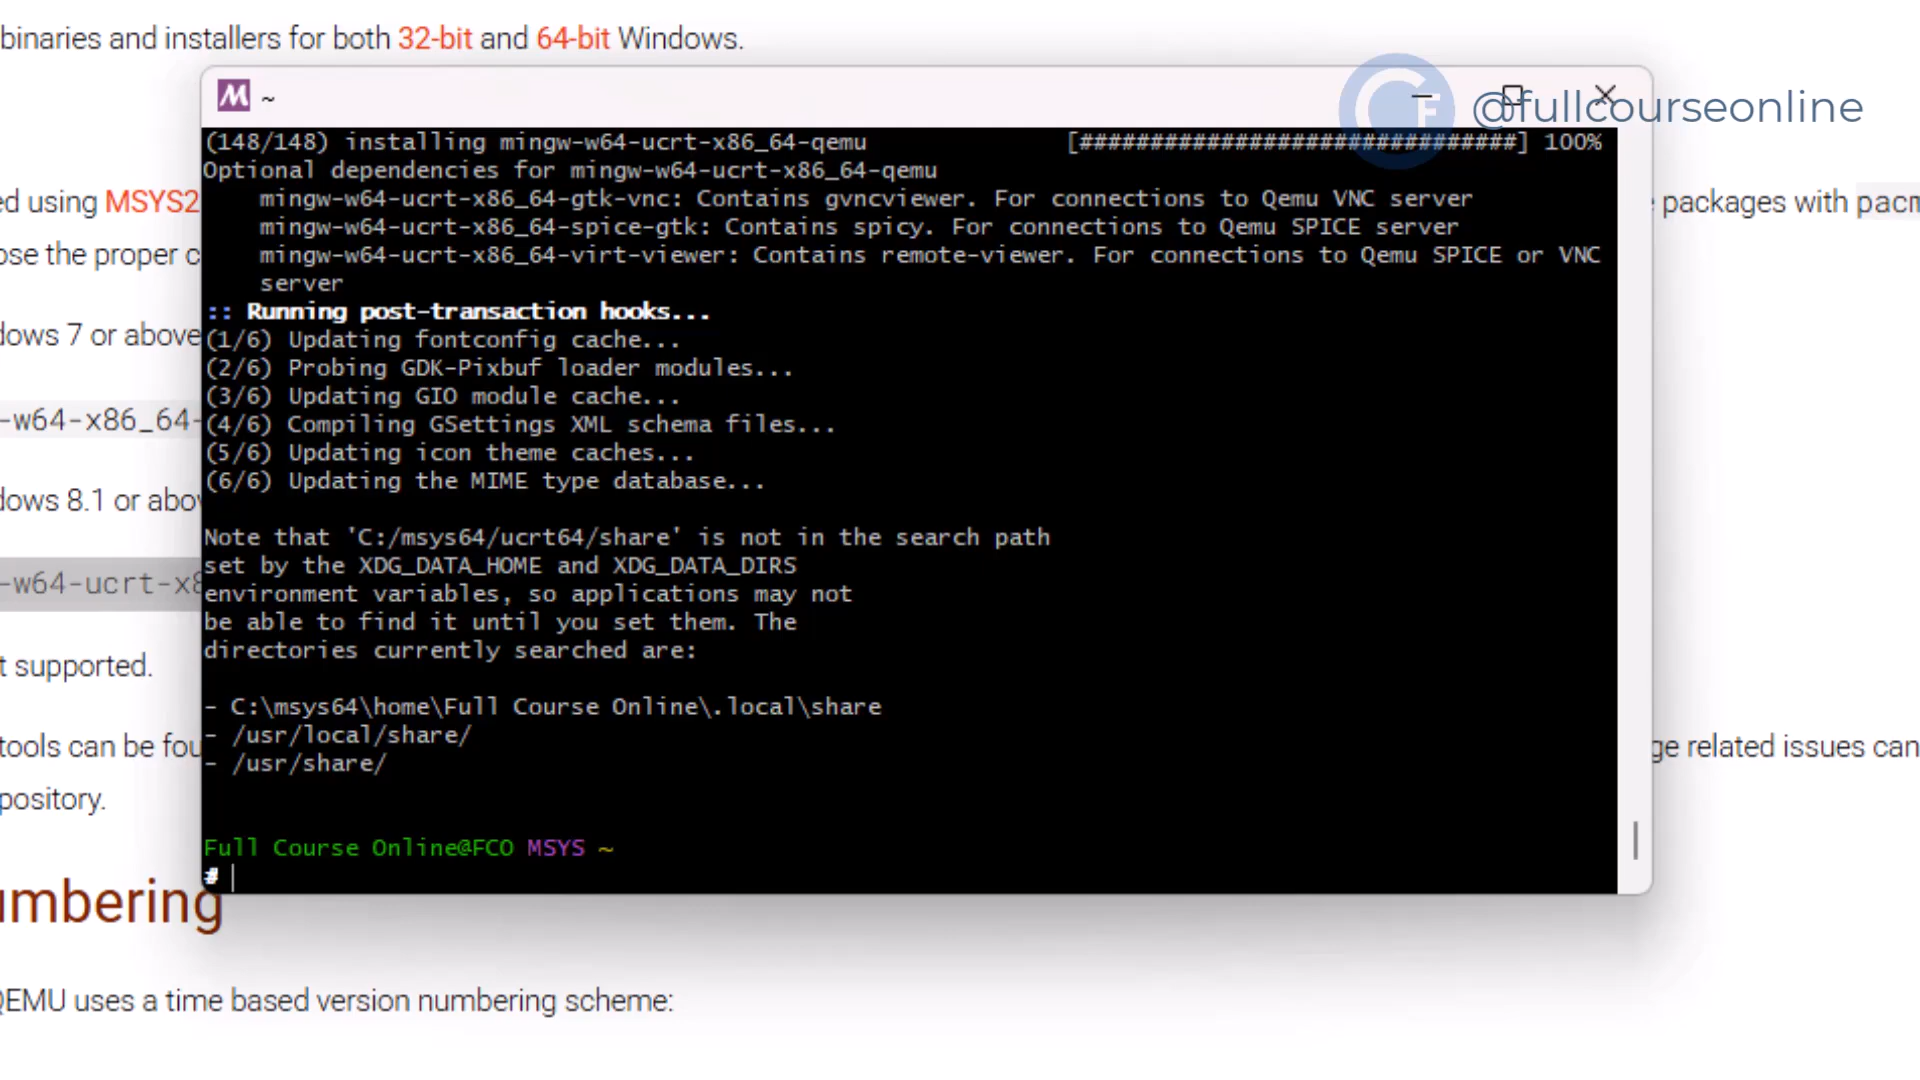 binaries and installers for both 32-bit and 64-bit Windows.
~
@fullcourseonline
(148/148) installing mingw-w64-ucrt-x86_64-qemu [###############################] 100%
Optional dependencies for mingw-w64-ucrt-x86_64-qemu
mingw-w64-ucrt-x86_64-gtk-vnc: Contains gvncviewer. For connections to Qemu VNC server
ed using MSYS2 packages with pacm
mingw-w64-ucrt-x86_64-spice-gtk: Contains spicy. For connections to Qemu SPICE server
ose the proper c
mingw-w64-ucrt-x86_64-virt-viewer: Contains remote-viewer. For connections to Qemu SPICE or VNC
server
:: Running post-transaction hooks...
dows 7 or above
(1/6) Updating fontconfig cache...
(2/6) Probing GDK-Pixbuf loader modules...
(3/6) Updating GIO module cache...
-w64-x86_64-
(4/6) Compiling GSettings XML schema files...
(5/6) Updating icon theme caches...
(6/6) Updating the MIME type database...
dows 8.1 or abov
Note that 'C:/msys64/ucrt64/share' is not in the search path
set by the XDG_DATA_HOME and XDG_DATA_DIRS
-w64-ucrt-x8
environment variables, so applications may not
be able to find it until you set them. The
directories currently searched are:
t supported.
- C:\msys64\home\Full Course Online\.local\share
- /usr/local/share/
tools can be fou ge related issues can
- /usr/share/
pository.
Full Course Online@FCO MSYS ~
#
umbering
QEMU uses a time based version numbering scheme: